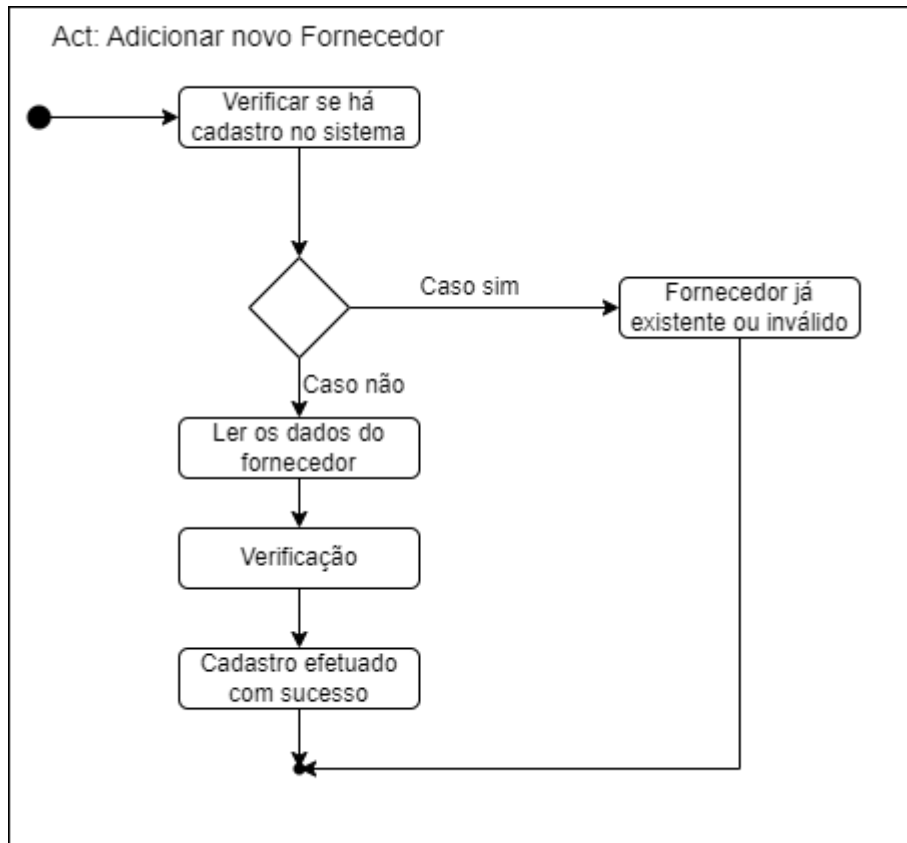 Act: Adicionar novo Fornecedor
Verificar se há
cadastro no sistema
Caso sim
Fornecedor já
existente ou inválido
Caso não
Ler os dados do
fornecedor
Verificação
Cadastro efetuado
com sucesso